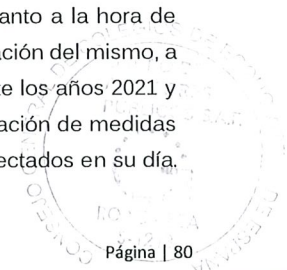 anto a la hora de
ación del mismo, a
te los años 2021 y
ación de medidas
ectados en su día.
Página | 80